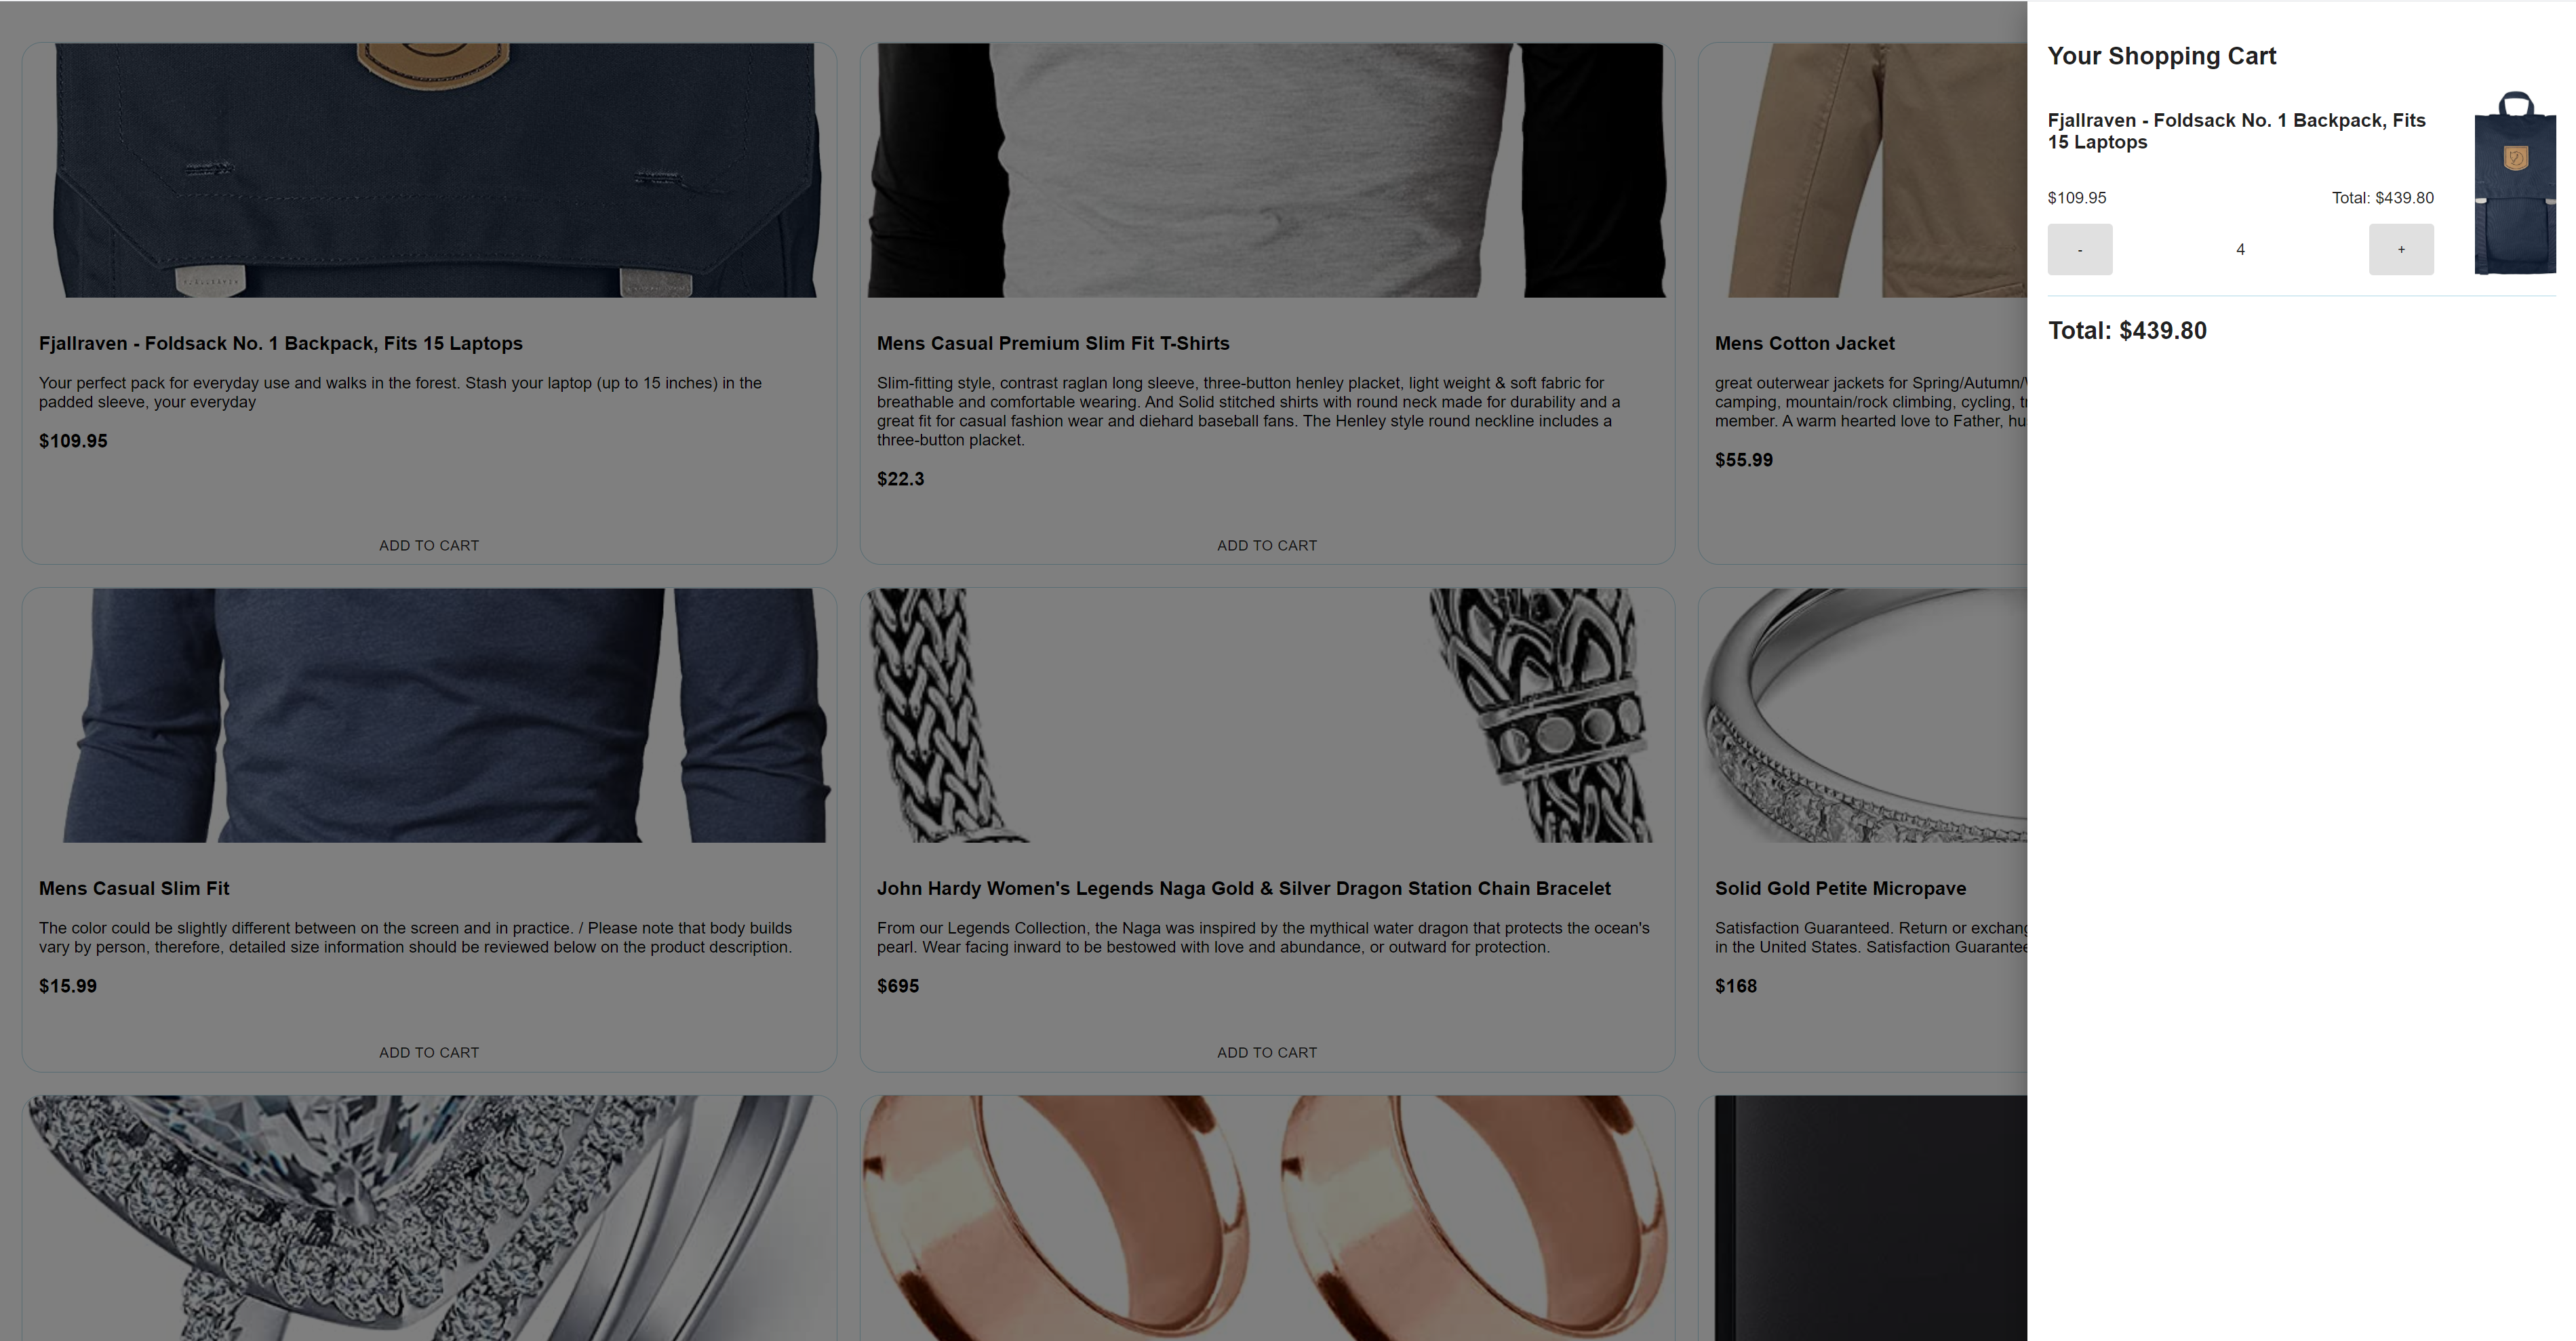 Fjallraven - Foldsack No. 1 Backpack, Fits 15 Laptops
Your perfect pack for everyday use and walks in the forest. Stash your laptop (up to 15 inches) in the
padded sleeve, your everyday
$109.95
ADD TO CART
Mens Casual Premium Slim Fit T-Shirts
Slim-fitting style, contrast raglan long sleeve, three-button henley placket, light weight & soft fabric for
breathable and comfortable wearing. And Solid stitched shirts with round neck made for durability and a
great fit for casual fashion wear and diehard baseball fans. The Henley style round neckline includes a
three-button placket.
$22.3
ADD TO CART
Mens Cotton Jacket
great outerwear jackets for Spring/Autumn/
camping, mountain/rock climbing, cycling,
member. A warm hearted love to Father,
$55.99
Mens Casual Slim Fit
The color could be slightly different between on the screen and in practice. / Please note that body builds
vary by person, therefore, detailed size information should be reviewed below on the product description.
$15.99
ADD TO CART
John Hardy Women's Legends Naga Gold & Silver Dragon Station Chain Bracelet
From our Legends Collection, the Naga was inspired by the mythical water dragon that protects the ocean's
pearl. Wear facing inward to be bestowed with love and abundance, or outward for protection.
$695
ADD TO CART
Solid Gold Petite Micropave
Satisfaction Guaranteed. Return or
in the United States. Satisfaction
$168
Your Shopping Cart
Fjallraven - Foldsack No. 1 Backpack, Fits
15 Laptops
$109.95 Total: $439.80
- 4 +
Total: $439.80